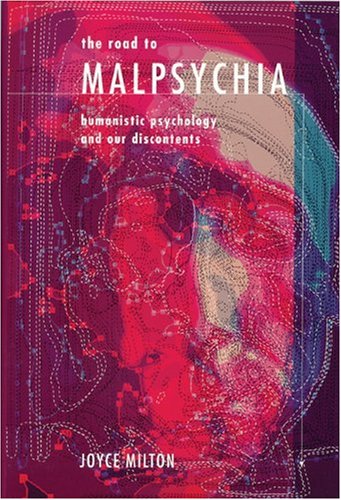 the road to
MALPSYCHIA
humanistic psychology
and our discontents
JOYCE MILTON